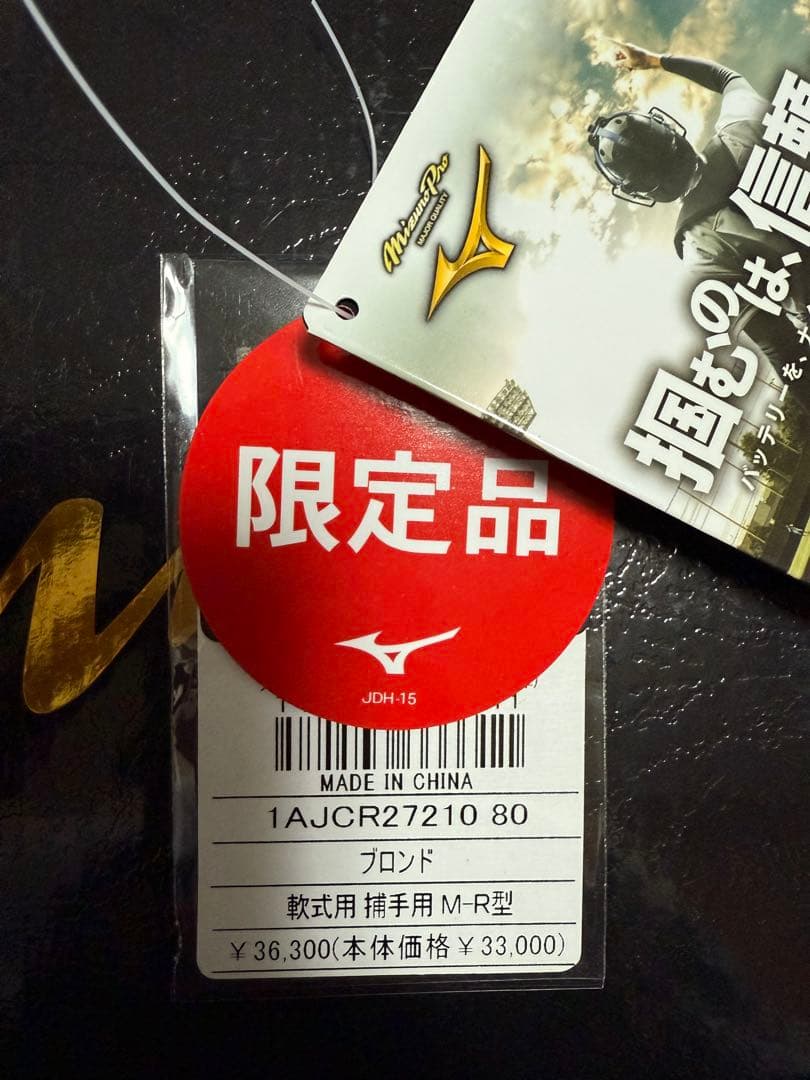 Mizuno Pro
MAJOR QUALITY
掴むの
は、信頼
バッテリーを、
限定品
JDH-15
MADE IN CHINA
1AJCR27210 80
ブロンド
軟式用 捕手用 M-R型
￥36,300(本体価格￥33,000)